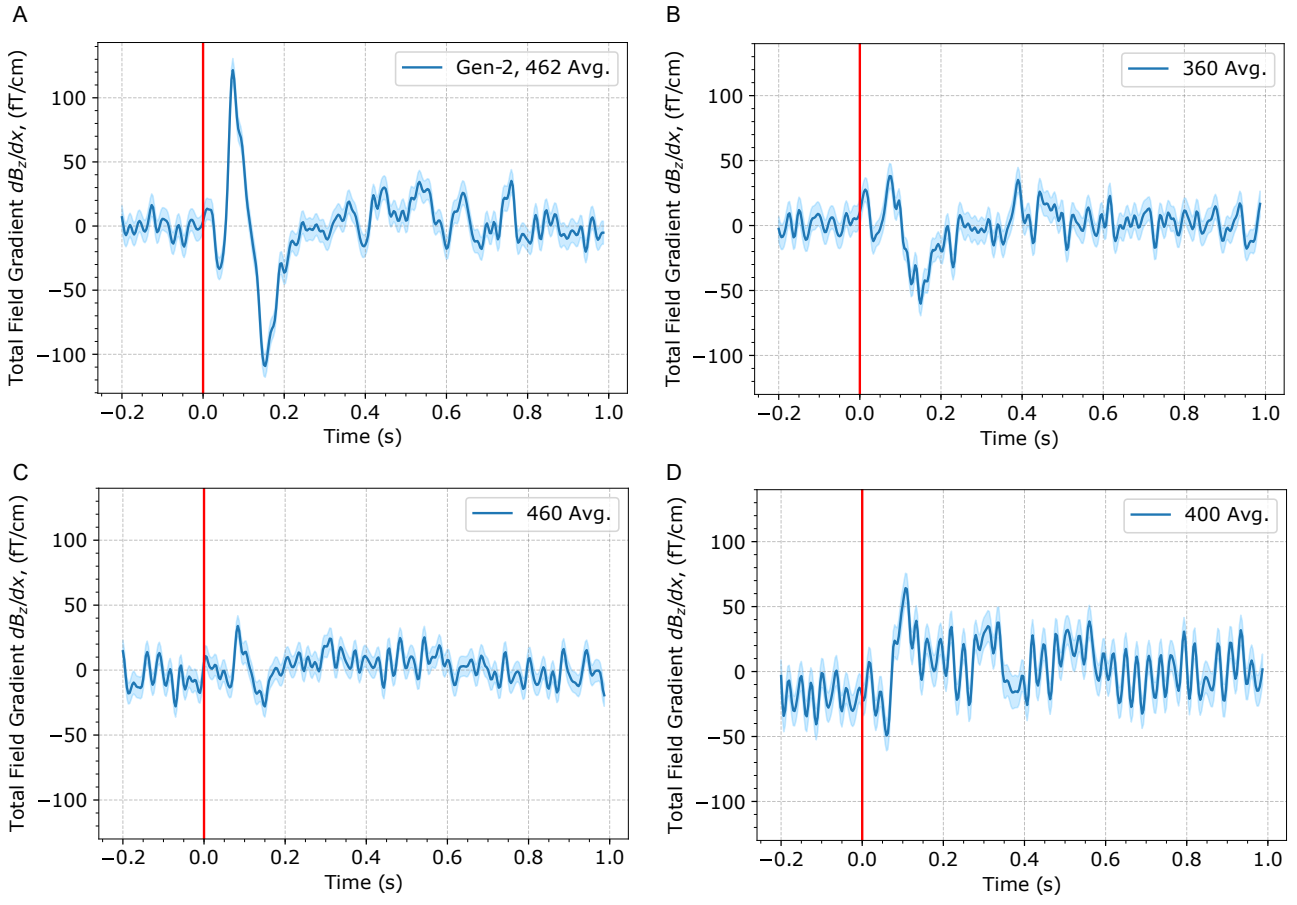 A
Total Field Gradient dBz/dx, (fT/cm)
100
50
0
−50
−100
Gen-2, 462 Avg.
−0.2 0.0 0.2 0.4 0.6 0.8 1.0
Time (s)
B
Total Field Gradient dBz/dx, (fT/cm)
100
50
0
−50
−100
360 Avg.
−0.2 0.0 0.2 0.4 0.6 0.8 1.0
Time (s)
C
Total Field Gradient dBz/dx, (fT/cm)
100
50
0
−50
−100
460 Avg.
−0.2 0.0 0.2 0.4 0.6 0.8 1.0
Time (s)
D
Total Field Gradient dBz/dx, (fT/cm)
100
50
0
−50
−100
400 Avg.
−0.2 0.0 0.2 0.4 0.6 0.8 1.0
Time (s)